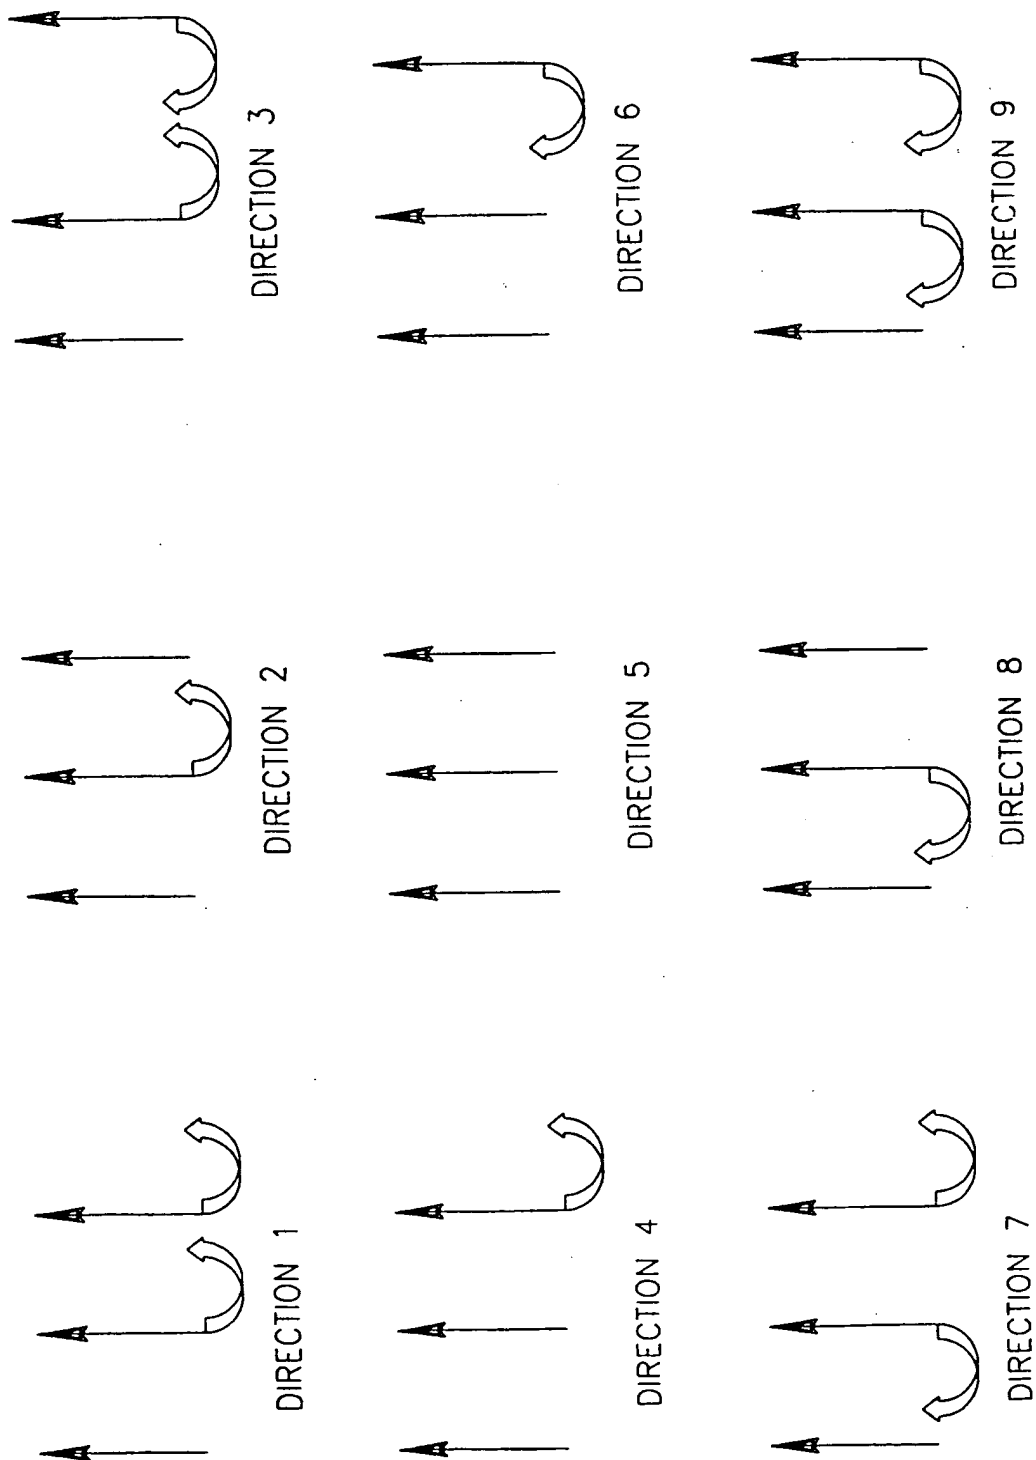 DIRECTION 1
DIRECTION 2
DIRECTION 3
DIRECTION 4
DIRECTION 5
DIRECTION 6
DIRECTION 7
DIRECTION 8
DIRECTION 9